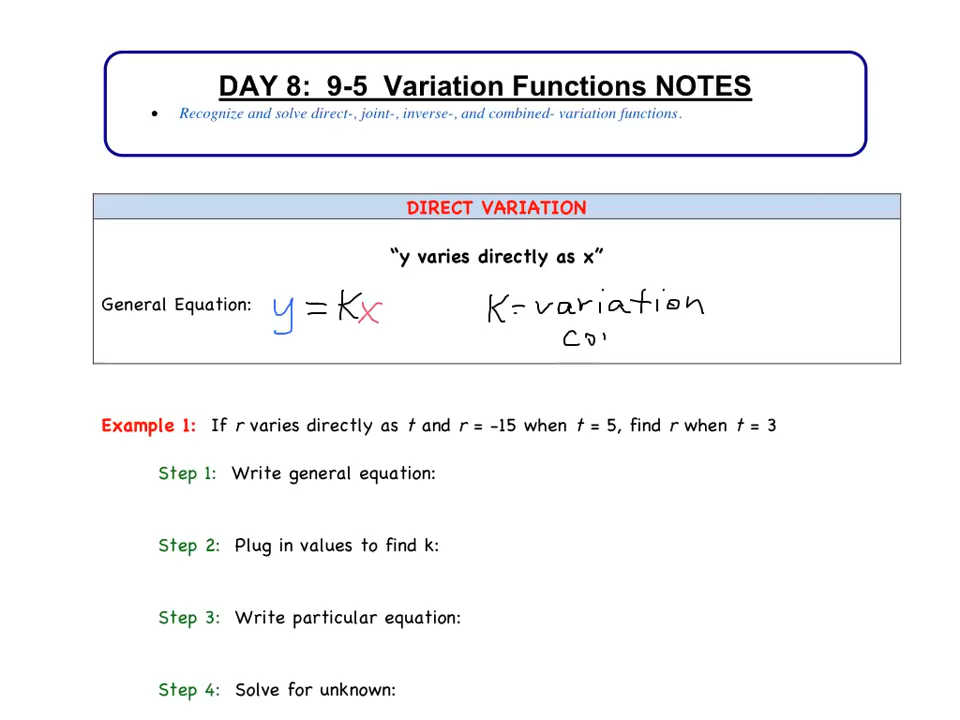 DAY 8: 9-5 Variation Functions NOTES
• Recognize and solve direct-, joint-, inverse-, and combined- variation functions.
DIRECT VARIATION
“y varies directly as x”
General Equation: y = Kx K = variation
Example 1: If r varies directly as t and r = -15 when t = 5, find r when t = 3
Step 1: Write general equation:
Step 2: Plug in values to find k:
Step 3: Write particular equation:
Step 4: Solve for unknown: